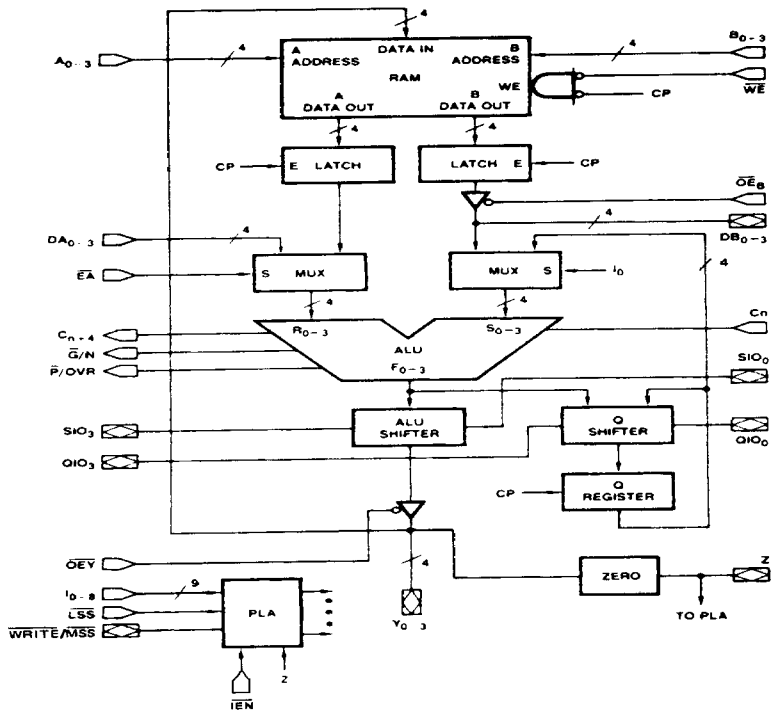 4
A0-3
4
A ADDRESS
DATA IN
B ADDRESS
4
B0-3
RAM
WE
WE
CP
A DATA OUT
B DATA OUT
4
4
CP
E LATCH
LATCH E
CP
OEB
DA0-3
4
4
DB0-3
EA
S MUX
MUX S
I0
4
4
4
Cn+4
R0-3
S0-3
Cn
G/N
ALU
P/OVR
F0-3
SIO0
SIO3
ALU SHIFTER
Q SHIFTER
QIO0
QIO3
CP
Q REGISTER
OEY
4
ZERO
Z
I0-8
9
LSS
PLA
WRITE/MSS
Y0-3
TO PLA
Z
IEN